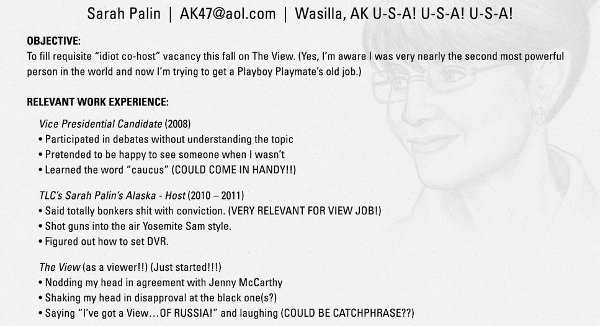 Sarah Palin | AK47@aol.com | Wasilla, AK U-S-A! U-S-A! U-S-A!
OBJECTIVE:
To fill requisite “idiot co-host” vacancy this fall on The View. (Yes, I’m aware I was very nearly the second most powerful
person in the world and now I’m trying to get a Playboy Playmate’s old job.)
RELEVANT WORK EXPERIENCE:
Vice Presidential Candidate (2008)
• Participated in debates without understanding the topic
• Pretended to be happy to see someone when I wasn’t
• Learned the word “caucus” (COULD COME IN HANDY!!)
TLC’s Sarah Palin’s Alaska - Host (2010 – 2011)
• Said totally bonkers shit with conviction. (VERY RELEVANT FOR VIEW JOB!)
• Shot guns into the air Yosemite Sam style.
• Figured out how to set DVR.
The View (as a viewer!!) (Just started!!!)
• Nodding my head in agreement with Jenny McCarthy
• Shaking my head in disapproval at the black one(s?)
• Saying “I’ve got a View…OF RUSSIA!” and laughing (COULD BE CATCHPHRASE??)